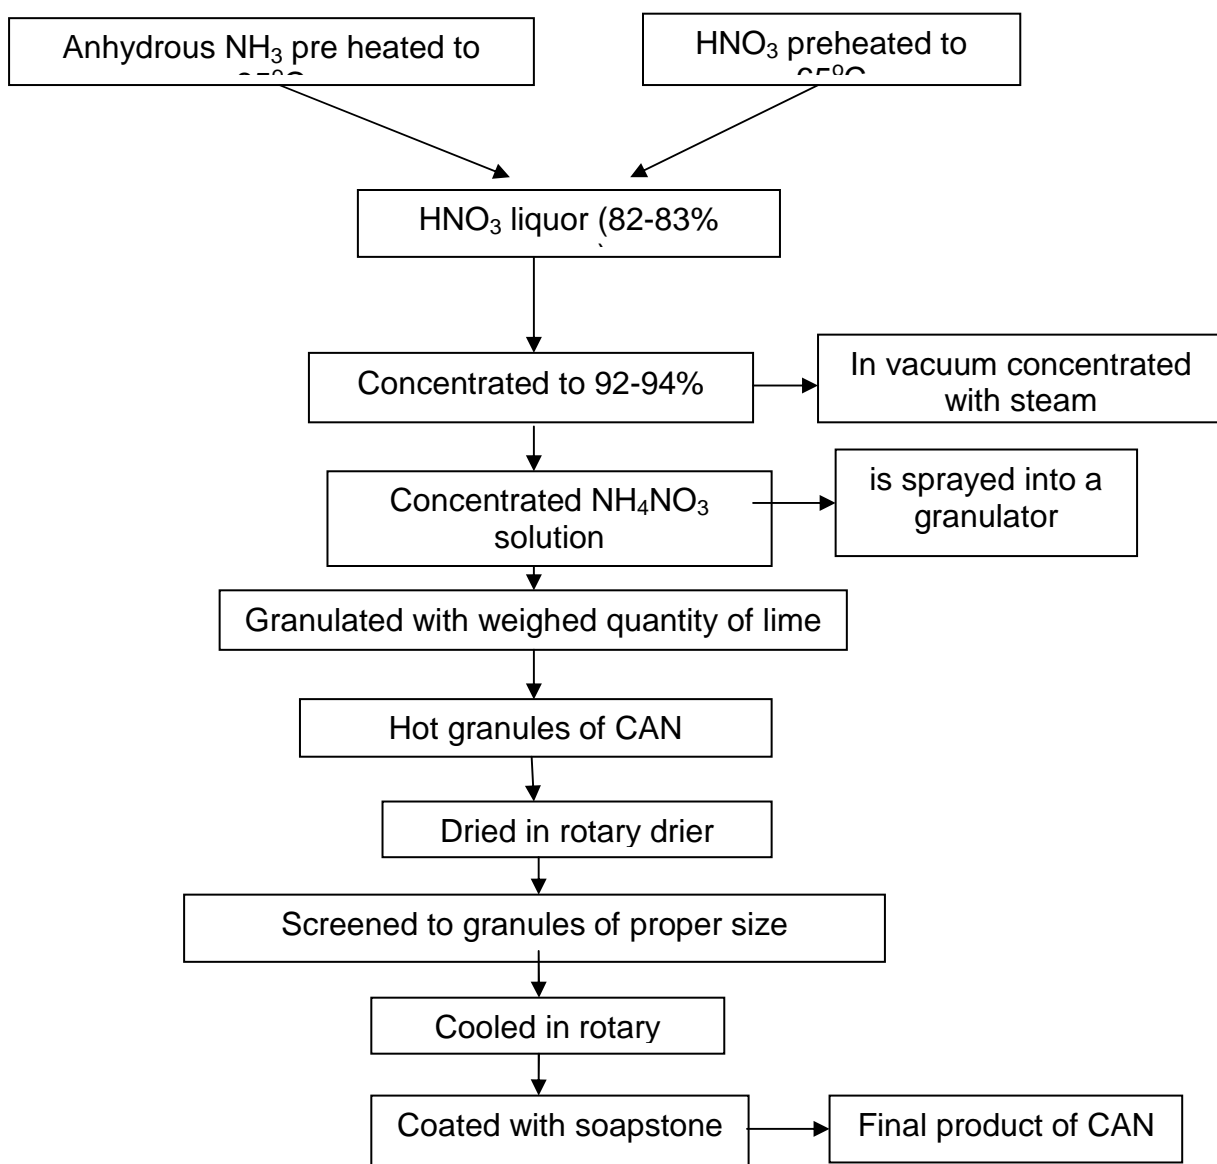 Anhydrous NH₃ pre heated to
HNO₃ preheated to
65ºC
HNO₃ liquor (82-83%
Concentrated to 92-94%
In vacuum concentrated
with steam
Concentrated NH₄NO₃
solution
is sprayed into a
granulator
Granulated with weighed quantity of lime
Hot granules of CAN
Dried in rotary drier
Screened to granules of proper size
Cooled in rotary
Coated with soapstone
Final product of CAN